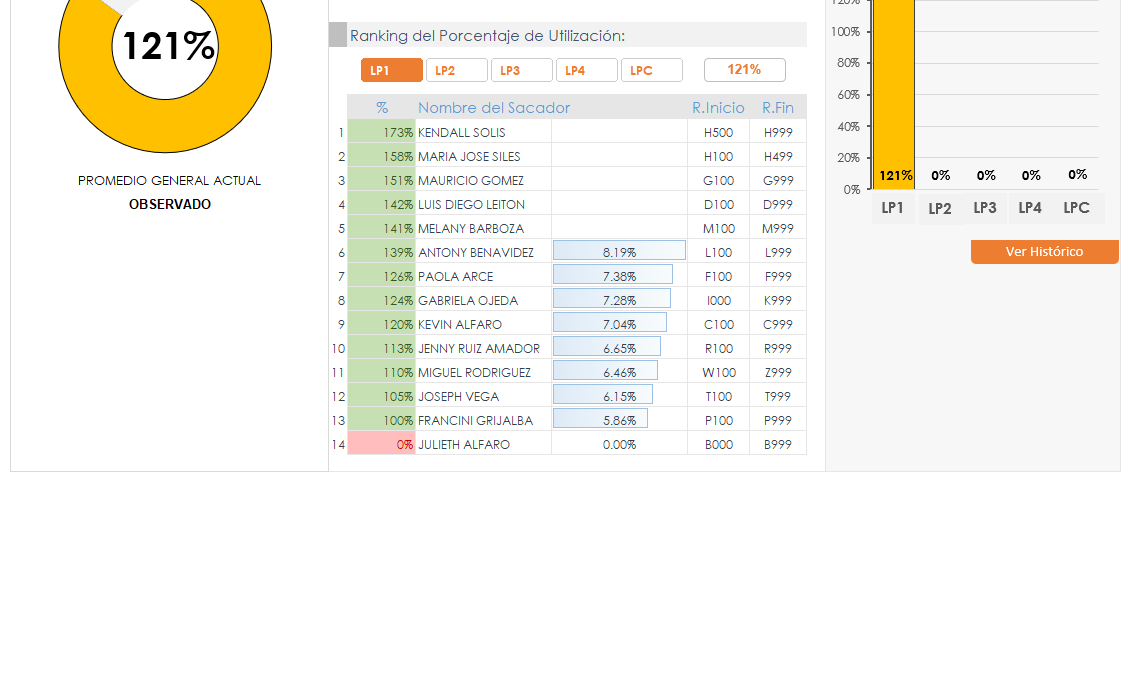 121%
PROMEDIO GENERAL ACTUAL
OBSERVADO
Ranking del Porcentaje de Utilización:
LP1 LP2 LP3 LP4 LPC 121%
% Nombre del Sacador R.Inicio R.Fin
1 173% KENDALL SOLIS H500 H999
2 158% MARIA JOSE SILES H100 H499
3 151% MAURICIO GOMEZ G100 G999
4 142% LUIS DIEGO LEITON D100 D999
5 141% MELANY BARBOZA M100 M999
6 139% ANTONY BENAVIDEZ 8.19% L100 L999
7 126% PAOLA ARCE 7.38% F100 F999
8 124% GABRIELA OJEDA 7.28% I000 K999
9 120% KEVIN ALFARO 7.04% C100 C999
10 113% JENNY RUIZ AMADOR 6.65% R100 R999
11 110% MIGUEL RODRIGUEZ 6.46% W100 Z999
12 105% JOSEPH VEGA 6.15% T100 T999
13 100% FRANCINI GRIJALBA 5.86% P100 P999
14 0% JULIETH ALFARO 0.00% B000 B999
120%
100%
80%
60%
40%
20%
0%
121% 0% 0% 0% 0%
LP1 LP2 LP3 LP4 LPC
Ver Histórico